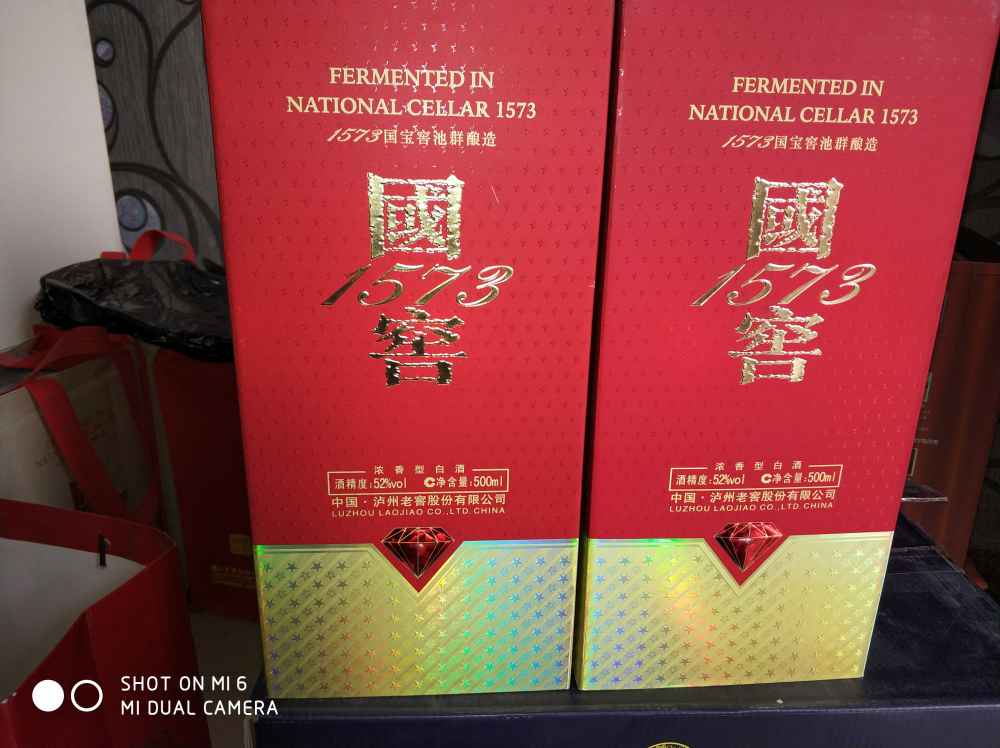 FERMENTED IN
NATIONAL CELLAR 1573
1573国宝窖池群酿造
國
1573
窖
浓香型白酒
酒精度:52%vol C净含量:500ml
中国·泸州老窖股份有限公司
LUZHOU LAOJIAO CO.,LTD.CHINA
FERMENTED IN
NATIONAL CELLAR 1573
1573国宝窖池群酿造
國
1573
窖
浓香型白酒
酒精度:52%vol C净含量:500ml
中国·泸州老窖股份有限公司
LUZHOU LAOJIAO CO.,LTD.CHINA
SHOT ON MI 6
MI DUAL CAMERA